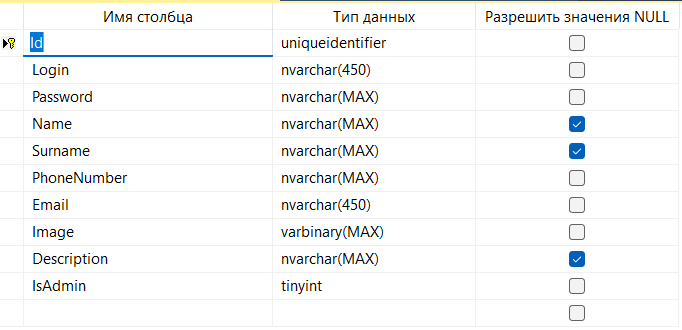 Имя столбца Тип данных Разрешить значения NULL
Id uniqueidentifier
Login nvarchar(450)
Password nvarchar(MAX)
Name nvarchar(MAX)
Surname nvarchar(MAX)
PhoneNumber nvarchar(MAX)
Email nvarchar(450)
Image varbinary(MAX)
Description nvarchar(MAX)
IsAdmin tinyint